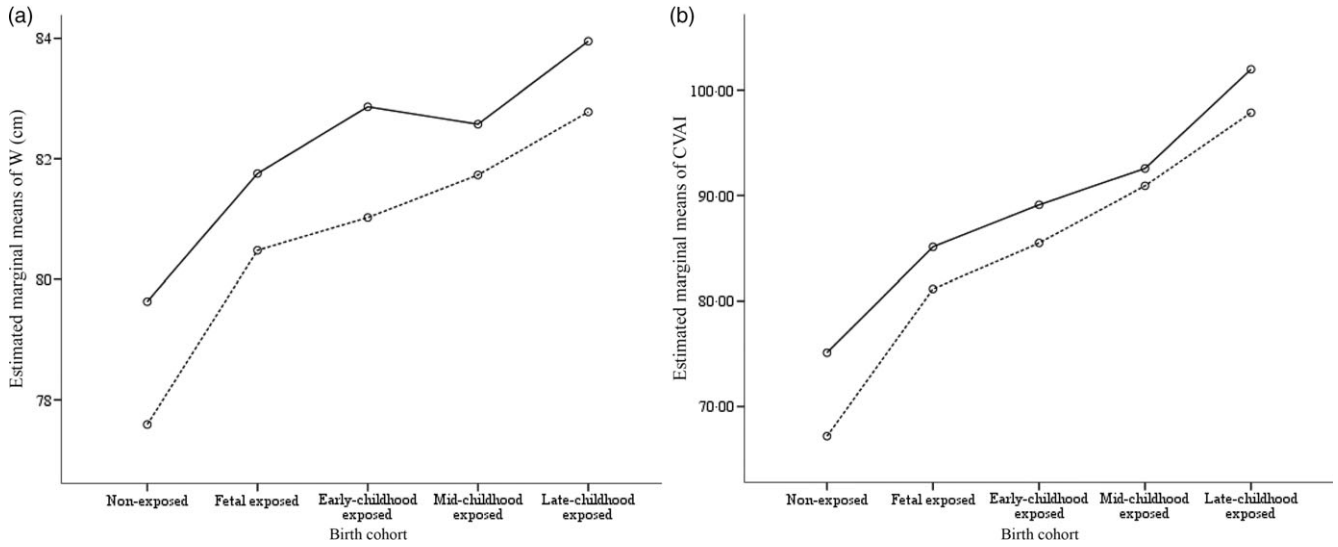 (a)
Estimated marginal means of W (cm)
84
82
80
78
Non-exposed
Fetal exposed
Early-childhood
exposed
Mid-childhood
exposed
Late-childhood
exposed
Birth cohort
(b)
Estimated marginal means of CVAI
100·00
90·00
80·00
70·00
Non-exposed
Fetal exposed
Early-childhood
exposed
Mid-childhood
exposed
Late-childhood
exposed
Birth cohort